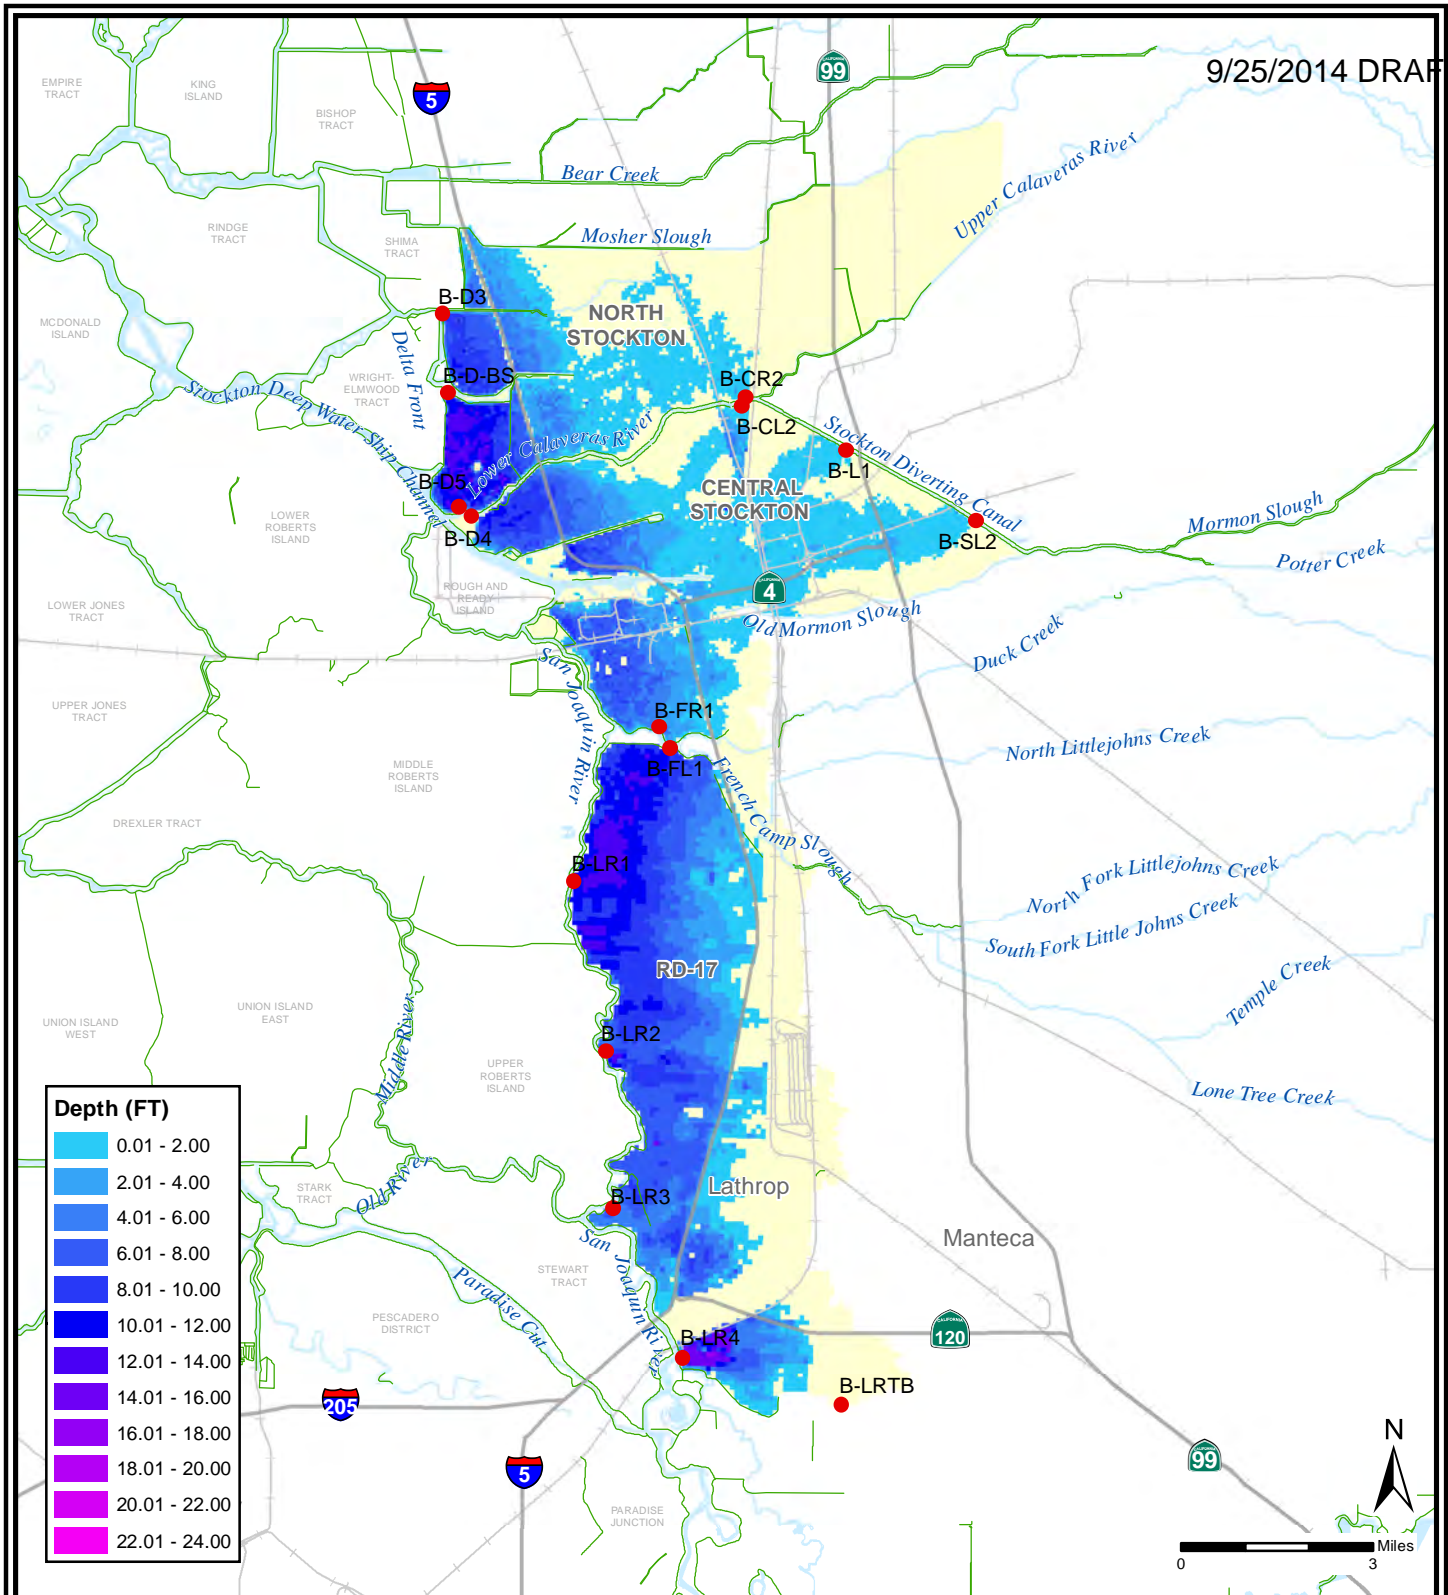 9/25/2014 DRAF
EMPIRE
TRACT
KING
ISLAND
BISHOP
TRACT
5
CALIFORNIA
99
Bear Creek
Upper Calaveras River
RINDGE
TRACT
SHIMA
TRACT
Mosher Slough
B-D3
NORTH
STOCKTON
MCDONALD
ISLAND
Delta Front
WRIGHT-
ELMWOOD
TRACT
B-D-BS
B-CR2
B-CL2
Stockton Deep Water Ship Channel
Lower Calaveras River
Stockton Diverting Canal
B-L1
B-D5
CENTRAL
STOCKTON
LOWER
ROBERTS
ISLAND
B-D4
B-SL2
Mormon Slough
Potter Creek
ROUGH AND
READY
ISLAND
CALIFORNIA
4
LOWER JONES
TRACT
Old Mormon Slough
Duck Creek
San Joaquin River
UPPER JONES
TRACT
B-FR1
North Littlejohns Creek
B-FL1
MIDDLE
ROBERTS
ISLAND
French Camp Slough
DREXLER TRACT
B-LR1
North Fork Littlejohns Creek
South Fork Little Johns Creek
RD-17
Temple Creek
UNION ISLAND
WEST
UNION ISLAND
EAST
Middle River
B-LR2
UPPER
ROBERTS
ISLAND
Lone Tree Creek
Depth (FT)
0.01 - 2.00
2.01 - 4.00
4.01 - 6.00
6.01 - 8.00
8.01 - 10.00
10.01 - 12.00
12.01 - 14.00
14.01 - 16.00
16.01 - 18.00
18.01 - 20.00
20.01 - 22.00
22.01 - 24.00
STARK
TRACT
Old River
Lathrop
B-LR3
Manteca
San Joaquin River
STEWART
TRACT
Paradise Cut
PESCADERO
DISTRICT
CALIFORNIA
120
B-LR4
B-LRTB
205
5
CALIFORNIA
99
N
PARADISE
JUNCTION
Miles
0 3